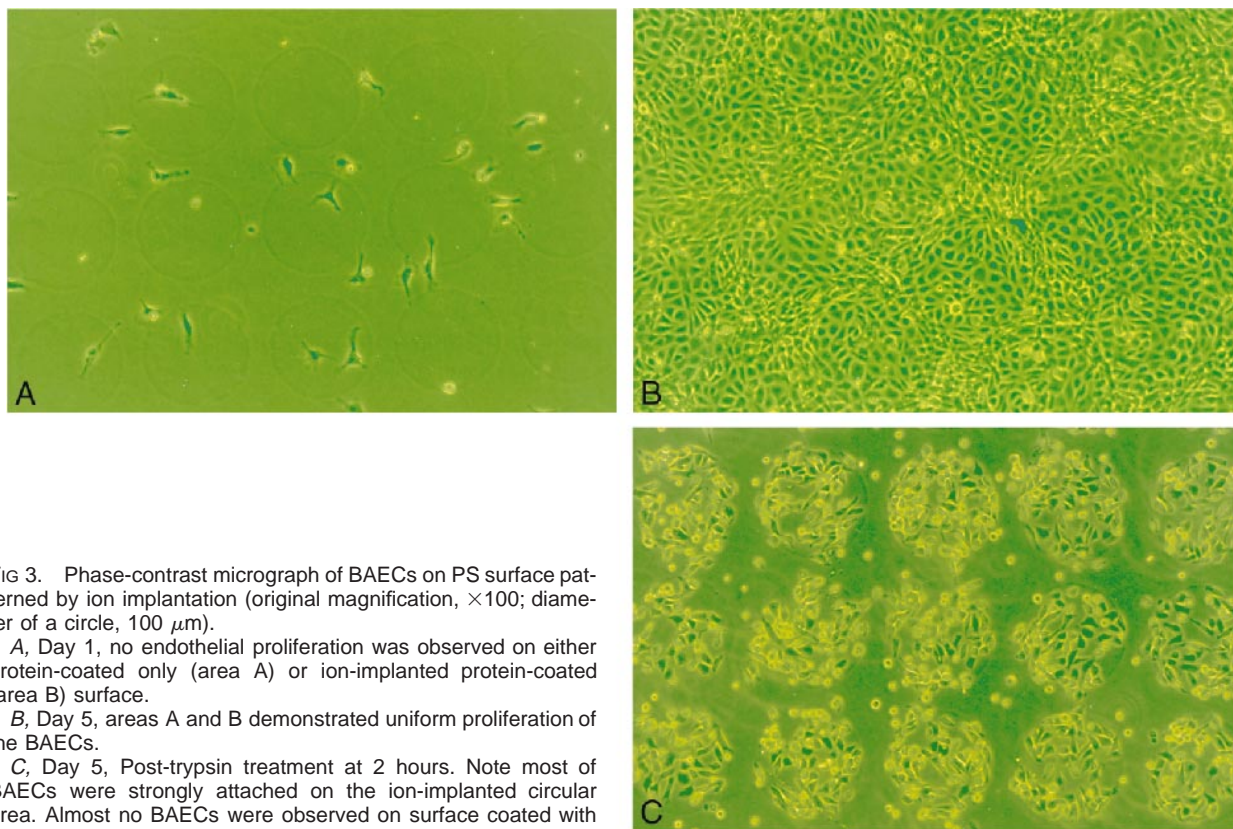 A
B
C
IG 3. Phase-contrast micrograph of BAECs on PS surface pat-
erned by ion implantation (original magnification, ×100; diame-
er of a circle, 100 μm).
A, Day 1, no endothelial proliferation was observed on either
rotein-coated only (area A) or ion-implanted protein-coated
area B) surface.
B, Day 5, areas A and B demonstrated uniform proliferation of
he BAECs.
C, Day 5, Post-trypsin treatment at 2 hours. Note most of
BAECs were strongly attached on the ion-implanted circular
rea. Almost no BAECs were observed on surface coated with